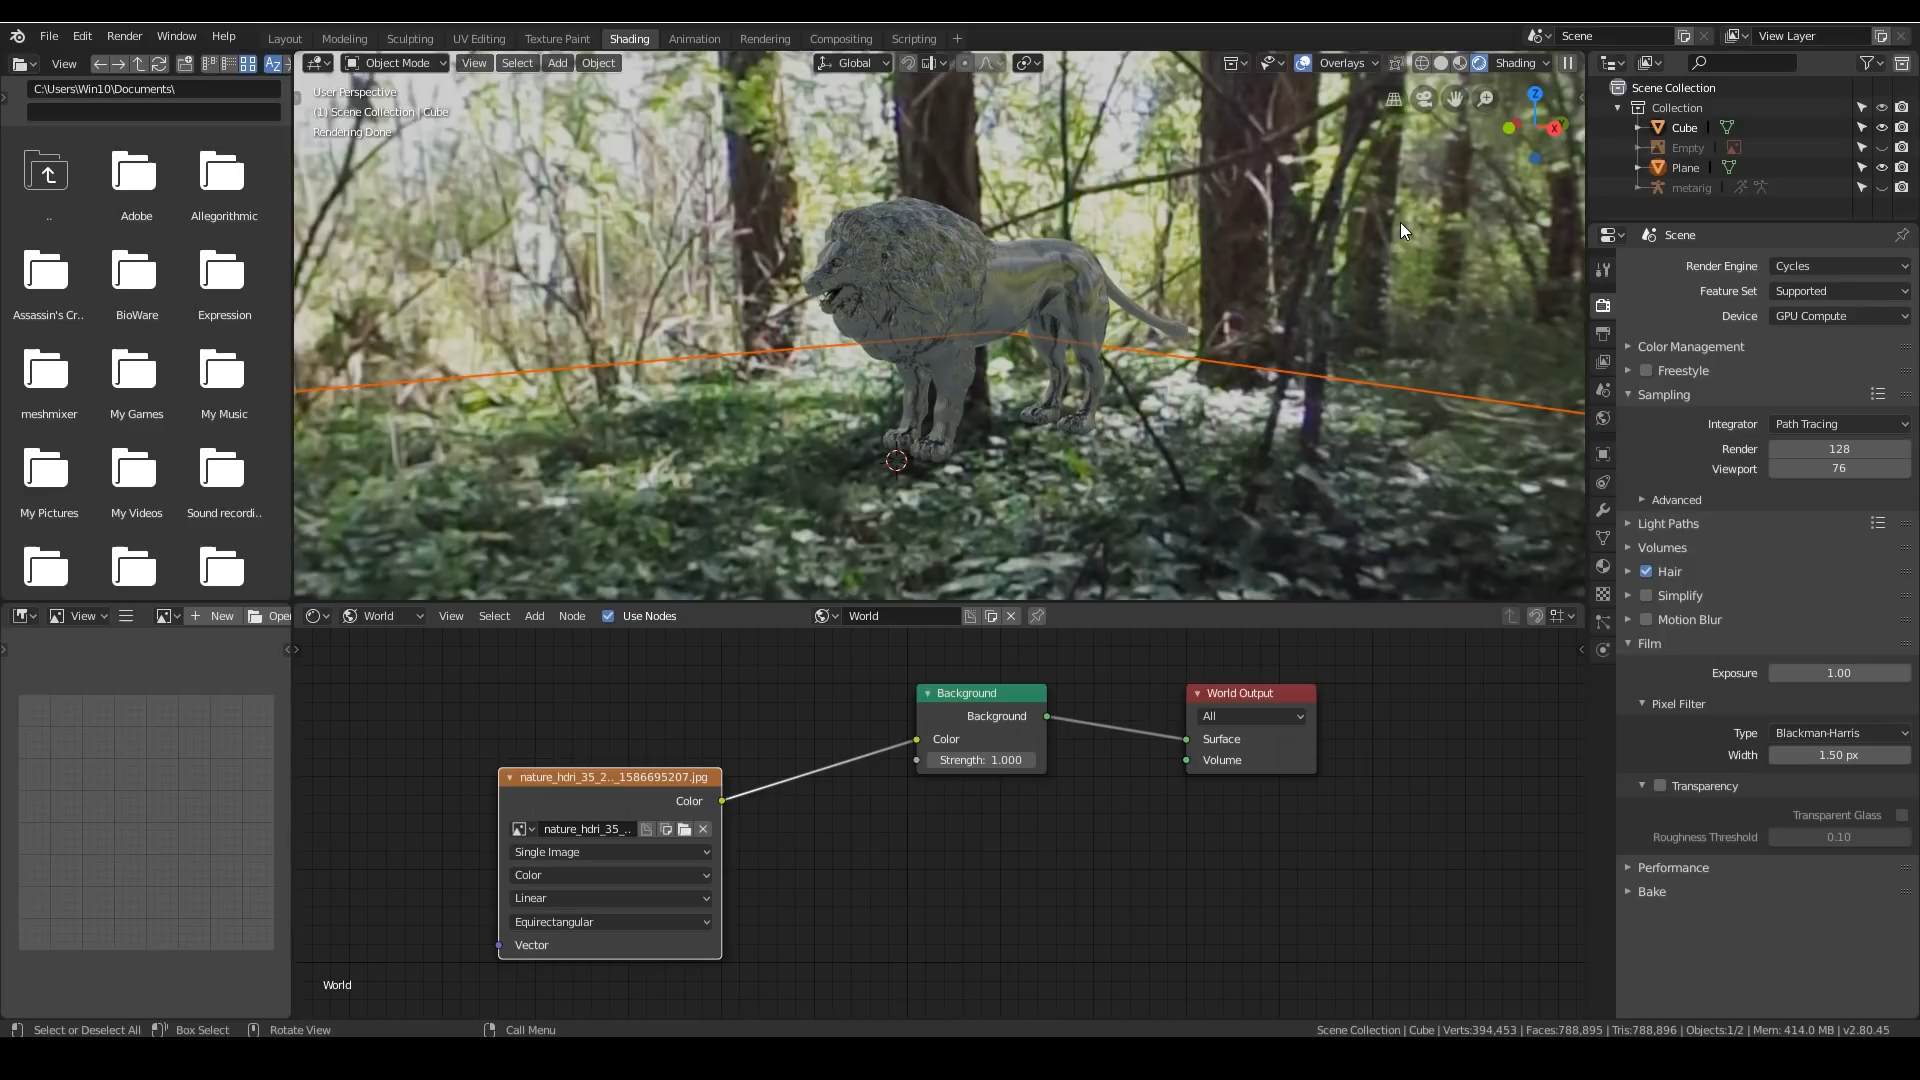 File Edit Render Window Help
Layout Modeling Sculpting UV Editing Texture Paint Shading Animation Rendering Compositing Scripting +
Scene
View Layer
View
C:\Users\Win10\Documents\
..
Adobe
Allegorithmic
Assassin's Cr..
BioWare
Expression
meshmixer
My Games
My Music
My Pictures
My Videos
Sound recordi..
Object Mode View Select Add Object
Global
Overlays
Shading
User Perspective
(1) Scene Collection | Cube
Rendering Done
Z
X
Y
Scene Collection
Collection
Cube
Empty
Plane
metarig
Scene
Render Engine Cycles
Feature Set Supported
Device GPU Compute
Color Management
Freestyle
Sampling
Integrator Path Tracing
Render 128
Viewport 76
Advanced
Light Paths
Volumes
Hair
Simplify
Motion Blur
Film
Exposure 1.00
Pixel Filter
Type Blackman-Harris
Width 1.50 px
Transparency
Transparent Glass
Roughness Threshold 0.10
Performance
Bake
View
+ New
Oper
World View Select Add Node Use Nodes
World
Background
Background
Color
Strength: 1.000
World Output
All
Surface
Volume
nature_hdri_35_2.._1586695207.jpg
Color
nature_hdri_35_..
Single Image
Color
Linear
Equirectangular
Vector
World
Select or Deselect All Box Select Rotate View Call Menu
Scene Collection | Cube | Verts:394,453 | Faces:788,895 | Tris:788,896 | Objects:1/2 | Mem: 414.0 MB | v2.80.45